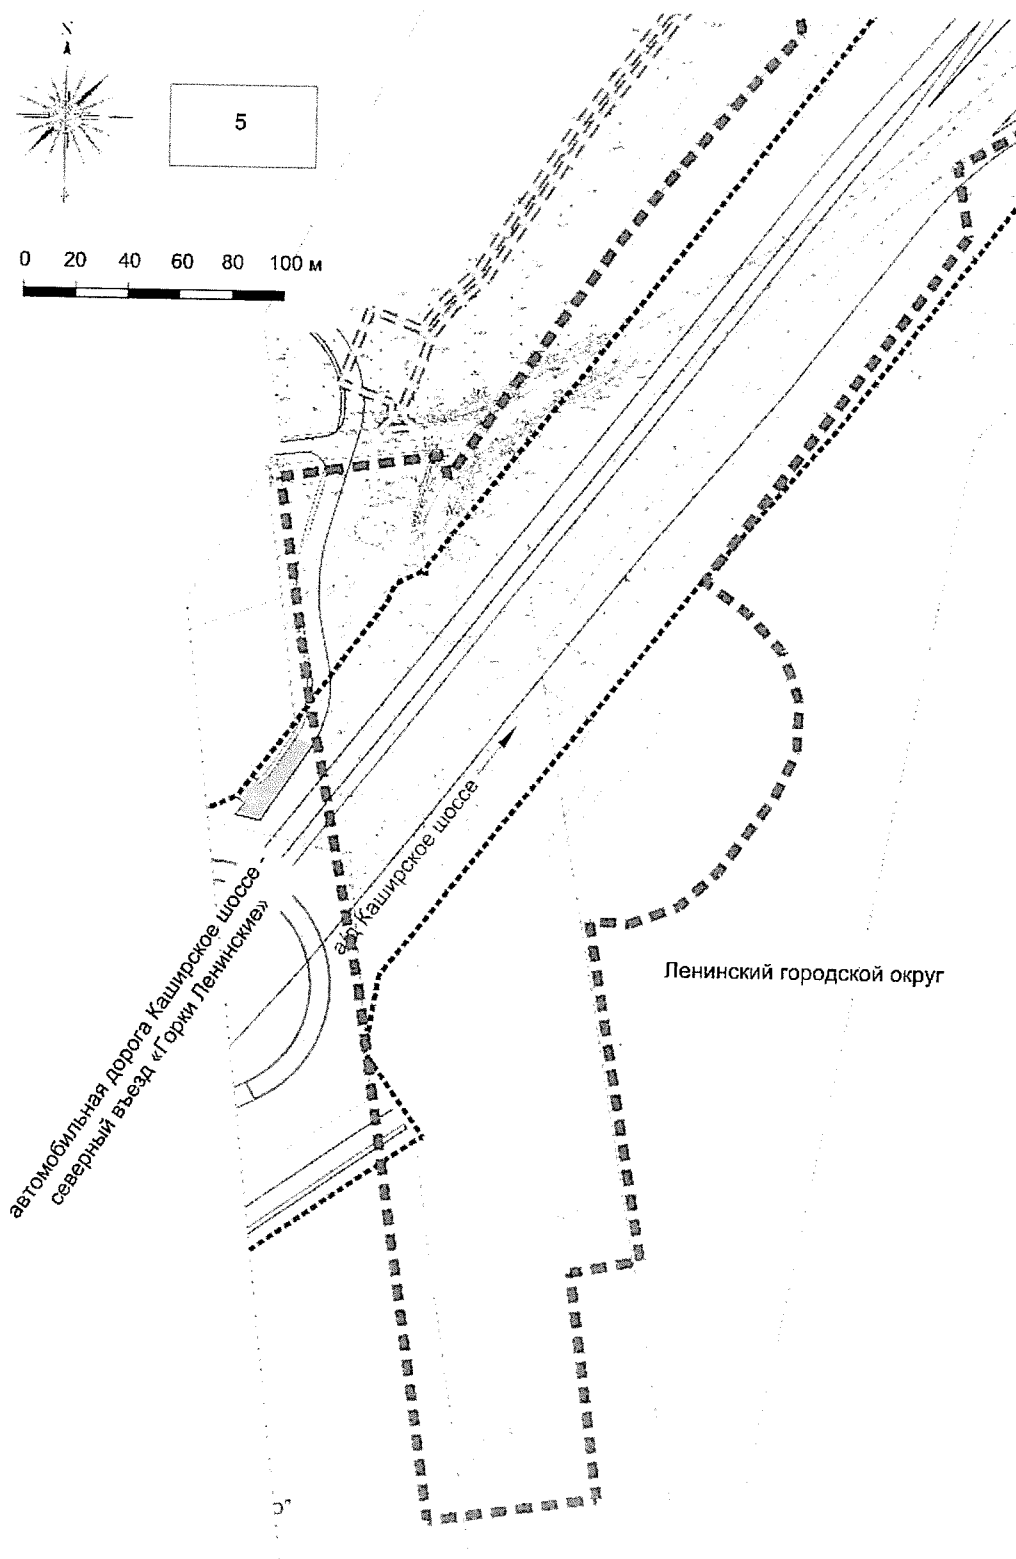 N
5
0 20 40 60 80 100 м
а/д Каширское шоссе
автомобильная дорога Каширское шоссе -
северный въезд «Горки Ленинские»
Ленинский городской округ